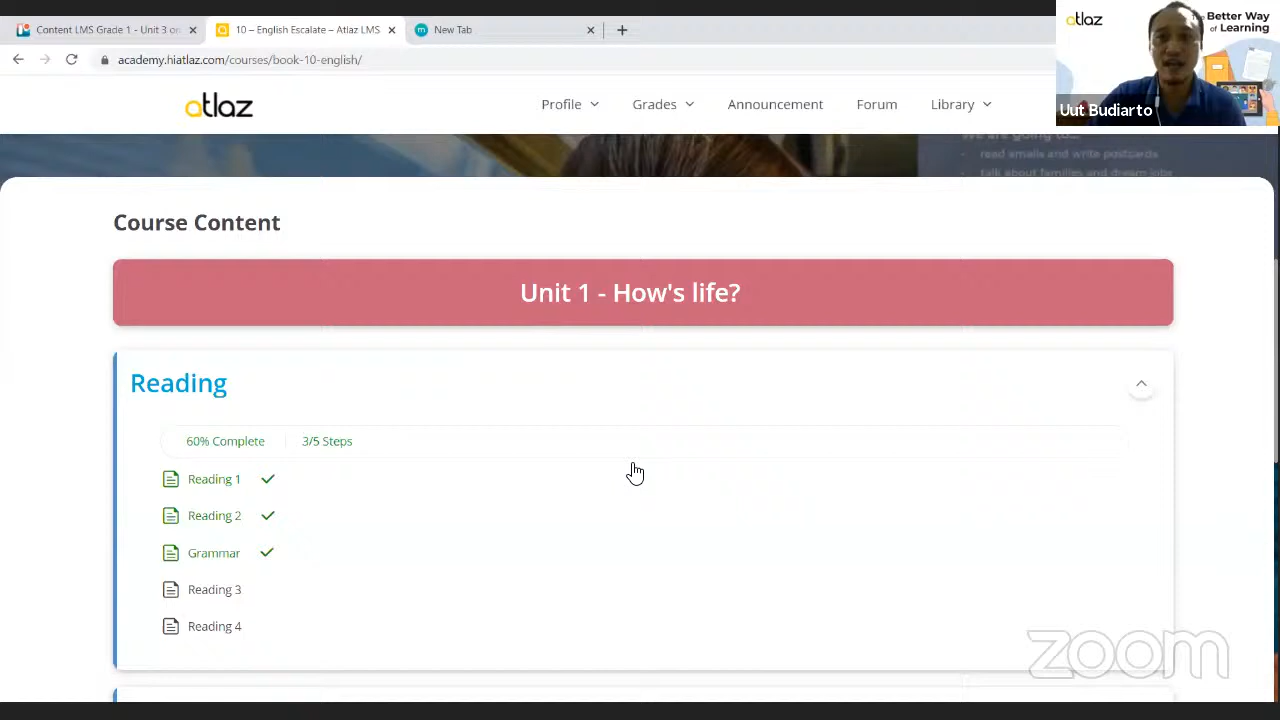 Content LMS Grade 1 - Unit 3 on
10 – English Escalate – Atlaz LMS
New Tab
academy.hiatlaz.com/courses/book-10-english/
atlaz
Profile
Grades
Announcement
Forum
Library
atlaz
Better Way
of Learning
Uut Budiarto
We are going to...
- read emails and write postcards
- talk about families and dream jobs
Course Content
Unit 1 - How's life?
Reading
60% Complete
3/5 Steps
Reading 1
Reading 2
Grammar
Reading 3
Reading 4
zoom